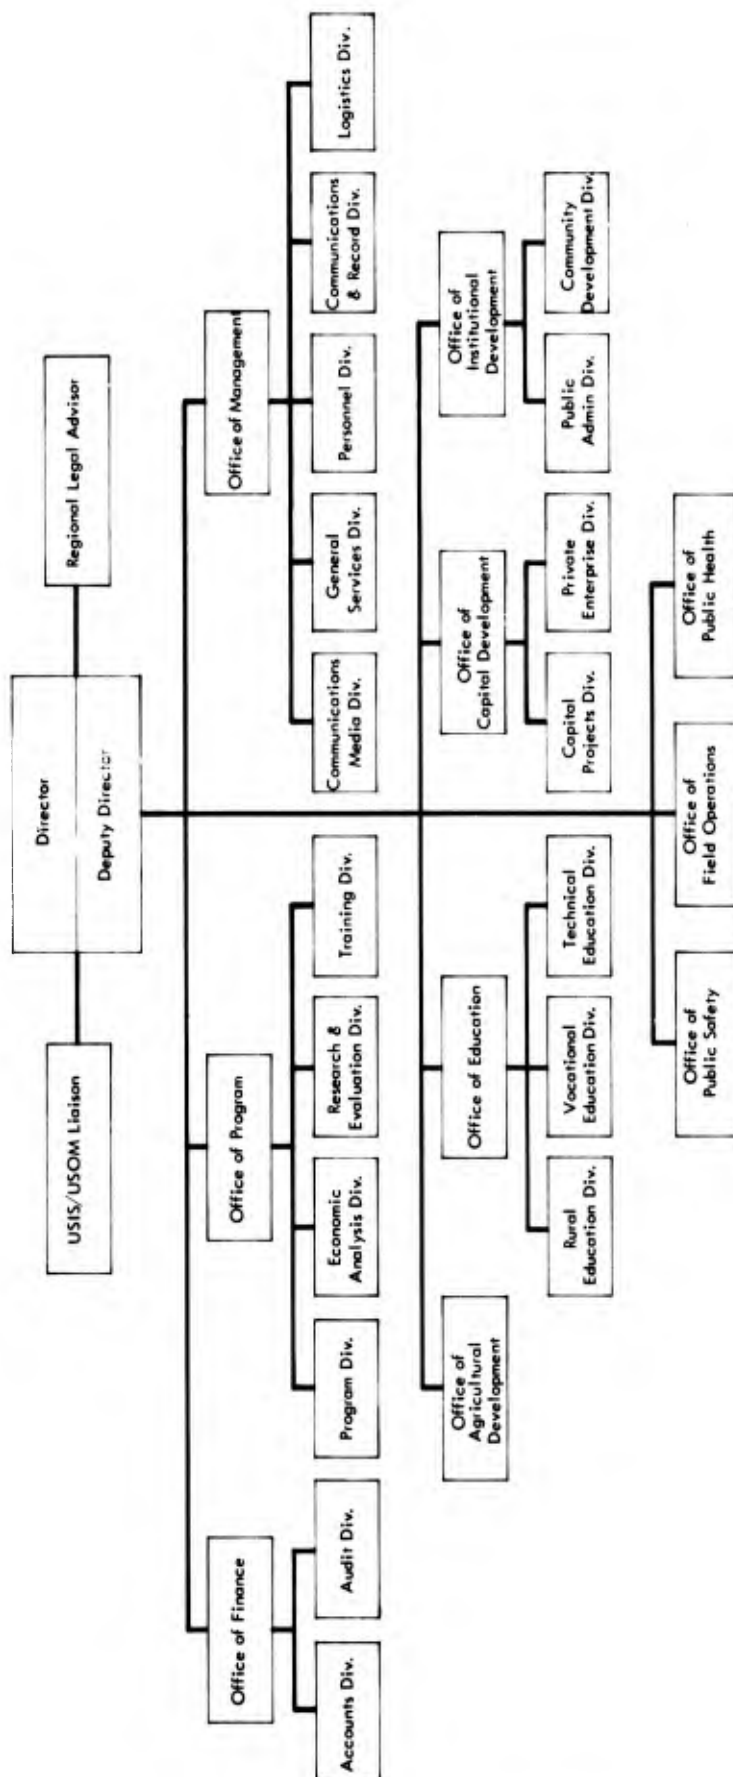 Director
Deputy Director
USIS/USOM Liaison
Regional Legal Advisor
Office of Finance
Office of Program
Office of Management
Accounts Div.
Audit Div.
Program Div.
Economic
Analysis Div.
Research &
Evaluation Div.
Training Div.
Communications
Media Div.
General
Services Div.
Personnel Div.
Communications
& Record Div.
Logistics Div.
Office of
Agricultural
Development
Office of Education
Office of
Capital Development
Office of
Institutional
Development
Rural
Education Div.
Vocational
Education Div.
Technical
Education Div.
Capital
Projects Div.
Private
Enterprise Div.
Public
Admin Div.
Community
Development Div.
Office of
Public Safety
Office of
Field Operations
Office of
Public Health